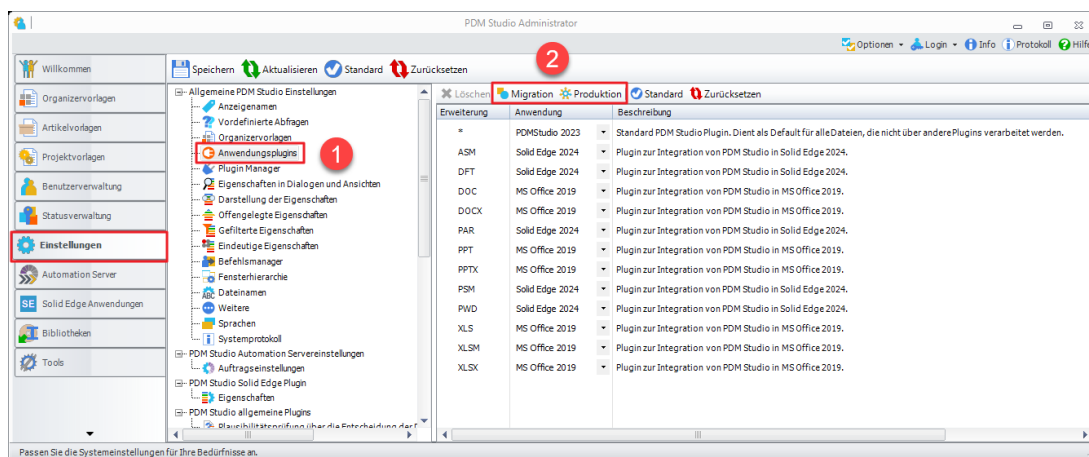 PDM Studio Administrator
Optionen Login Info Protokoll Hilfe
Willkommen
Organizervorlagen
Artikelvorlagen
Projektvorlagen
Benutzerverwaltung
Statusverwaltung
Einstellungen
Automation Server
SE Solid Edge Anwendungen
Bibliotheken
Tools
Speichern Aktualisieren Standard Zurücksetzen
Allgemeine PDM Studio Einstellungen
Anzeigenamen
Vordefinierte Abfragen
Organizervorlagen
Anwendungsplugins
1
Plugin Manager
Eigenschaften in Dialogen und Ansichten
Darstellung der Eigenschaften
Offengelegte Eigenschaften
Gefilterte Eigenschaften
Eindeutige Eigenschaften
Befehlsmanager
Fensterhierarchie
ABC Dateinamen
Weitere
Sprachen
Systemprotokoll
PDM Studio Automation Servereinstellungen
Auftragseinstellungen
PDM Studio Solid Edge Plugin
Eigenschaften
PDM Studio allgemeine Plugins
Plausibilitätsprüfung über die Entscheidung der
2
Löschen Migration Produktion Standard Zurücksetzen
Erweiterung Anwendung Beschreibung
* PDMStudio 2023 Standard PDM Studio Plugin. Dient als Default für alle Dateien, die nicht über andere Plugins verarbeitet werden.
ASM Solid Edge 2024 Plugin zur Integration von PDM Studio in Solid Edge 2024.
DFT Solid Edge 2024 Plugin zur Integration von PDM Studio in Solid Edge 2024.
DOC MS Office 2019 Plugin zur Integration von PDM Studio in MS Office 2019.
DOCX MS Office 2019 Plugin zur Integration von PDM Studio in MS Office 2019.
PAR Solid Edge 2024 Plugin zur Integration von PDM Studio in Solid Edge 2024.
PPT MS Office 2019 Plugin zur Integration von PDM Studio in MS Office 2019.
PPTX MS Office 2019 Plugin zur Integration von PDM Studio in MS Office 2019.
PSM Solid Edge 2024 Plugin zur Integration von PDM Studio in Solid Edge 2024.
PWD Solid Edge 2024 Plugin zur Integration von PDM Studio in Solid Edge 2024.
XLS MS Office 2019 Plugin zur Integration von PDM Studio in MS Office 2019.
XLSM MS Office 2019 Plugin zur Integration von PDM Studio in MS Office 2019.
XLSX MS Office 2019 Plugin zur Integration von PDM Studio in MS Office 2019.
Passen Sie die Systemeinstellungen für Ihre Bedürfnisse an.